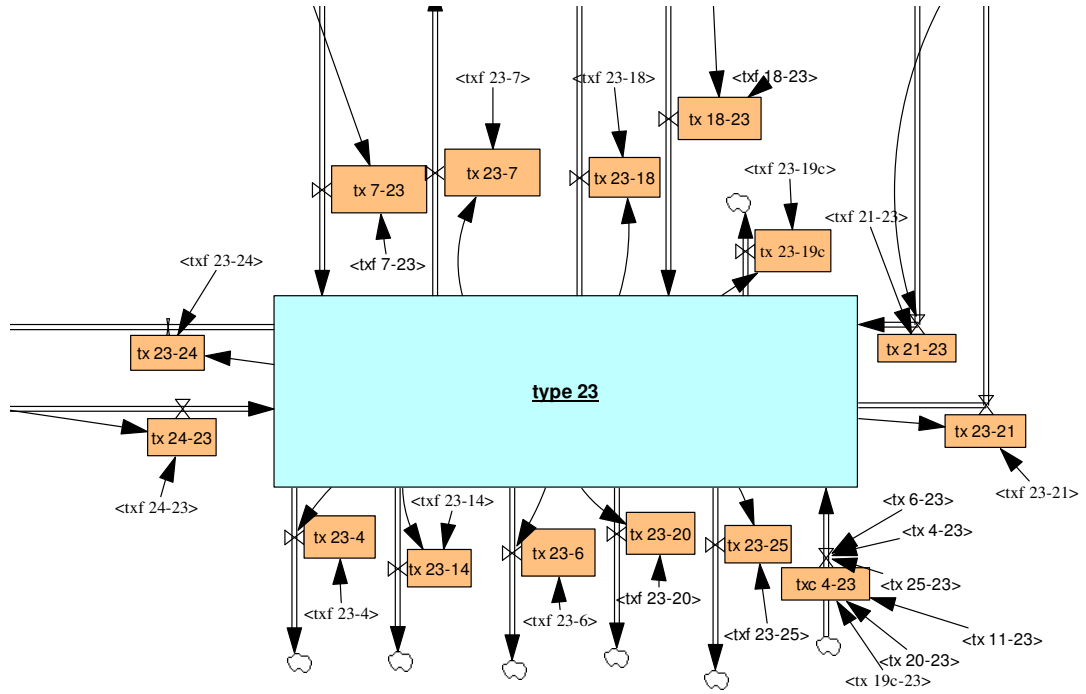 <txf 23-7>
<txf 23-18>
<txf 18-23>
tx 18-23
tx 7-23
tx 23-7
tx 23-18
<txf 23-19c>
<txf 21-23>
tx 23-19c
<txf 7-23>
<txf 23-24>
tx 23-24
tx 21-23
type 23
tx 24-23
tx 23-21
<txf 24-23>
<txf 23-21>
<txf 23-14>
<tx 6-23>
<tx 4-23>
tx 23-4
tx 23-14
tx 23-6
tx 23-20
tx 23-25
txc 4-23
<tx 25-23>
<txf 23-4>
<txf 23-6>
<txf 23-20>
<txf 23-25>
<tx 11-23>
<tx 20-23>
<tx 19c-23>